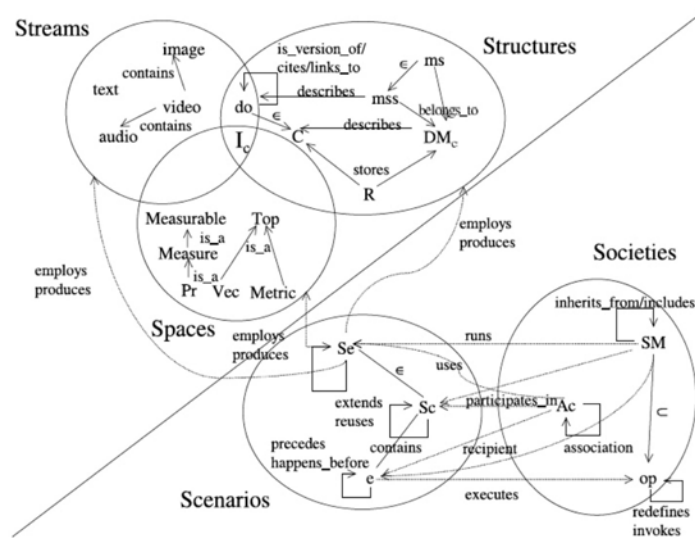 Streams
image
contains
text
video
contains
audio
is_version_of/
cites/links_to
Structures
∈
ms
describes
mss
belongs_to
do
∈
describes
C
DM_c
I_c
stores
R
Measurable
Top
is_a
is_a
Measure
is_a
Pr
Vec
Metric
Spaces
employs
produces
employs
produces
employs
produces
Societies
inherits_from/includes
runs
SM
Se
uses
∈
extends
reuses
Sc
participates_in
Ac
⊂
precedes
happens_before
contains
recipient
association
e
executes
op
Scenarios
redefines
invokes